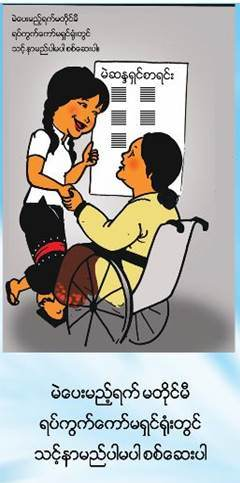 မဲပေးမည့်ရက်မတိုင်မီ
ရပ်ကွက်ကော်မရှင်ရုံးတွင်
သင့်နာမည်ပါမပါ စစ်ဆေးပါ။
မဲဆန္ဒရှင်စာရင်း
မဲပေးမည့်ရက် မတိုင်မီ
ရပ်ကွက်ကော်မရှင်ရုံးတွင်
သင့်နာမည်ပါမပါ စစ်ဆေးပါ